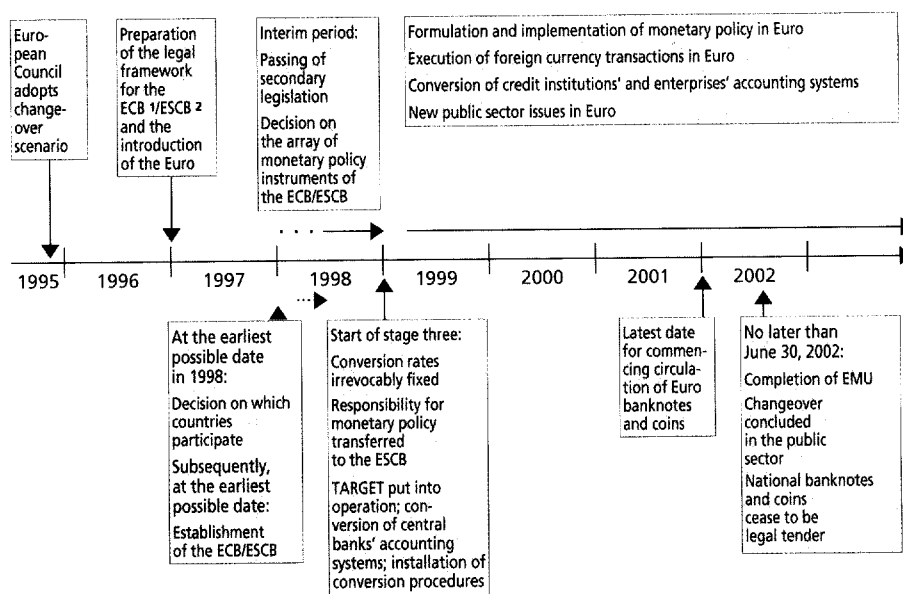 Euro-
pean
Council
adopts
change-
over
scenario
Preparation
of the legal
framework
for the
ECB 1/ESCB 2
and the
introduction
of the Euro
Interim period:
Passing of
secondary
legislation
Decision on
the array of
monetary policy
instruments of
the ECB/ESCB
Formulation and implementation of monetary policy in Euro
Execution of foreign currency transactions in Euro
Conversion of credit institutions' and enterprises' accounting systems
New public sector issues in Euro
1995 1996 1997 1998 1999 2000 2001 2002
At the earliest
possible date
in 1998:
Decision on which
countries
participate
Subsequently,
at the earliest
possible date:
Establishment
of the ECB/ESCB
Start of stage three:
Conversion rates
irrevocably fixed
Responsibility for
monetary policy
transferred
to the ESCB
TARGET put into
operation; con-
version of central
banks' accounting
systems; installation of
conversion procedures
Latest date
for commen-
cing circula-
tion of Euro
banknotes
and coins
No later than
June 30, 2002:
Completion of EMU
Changeover
concluded
in the public
sector
National banknotes
and coins
cease to be
legal tender